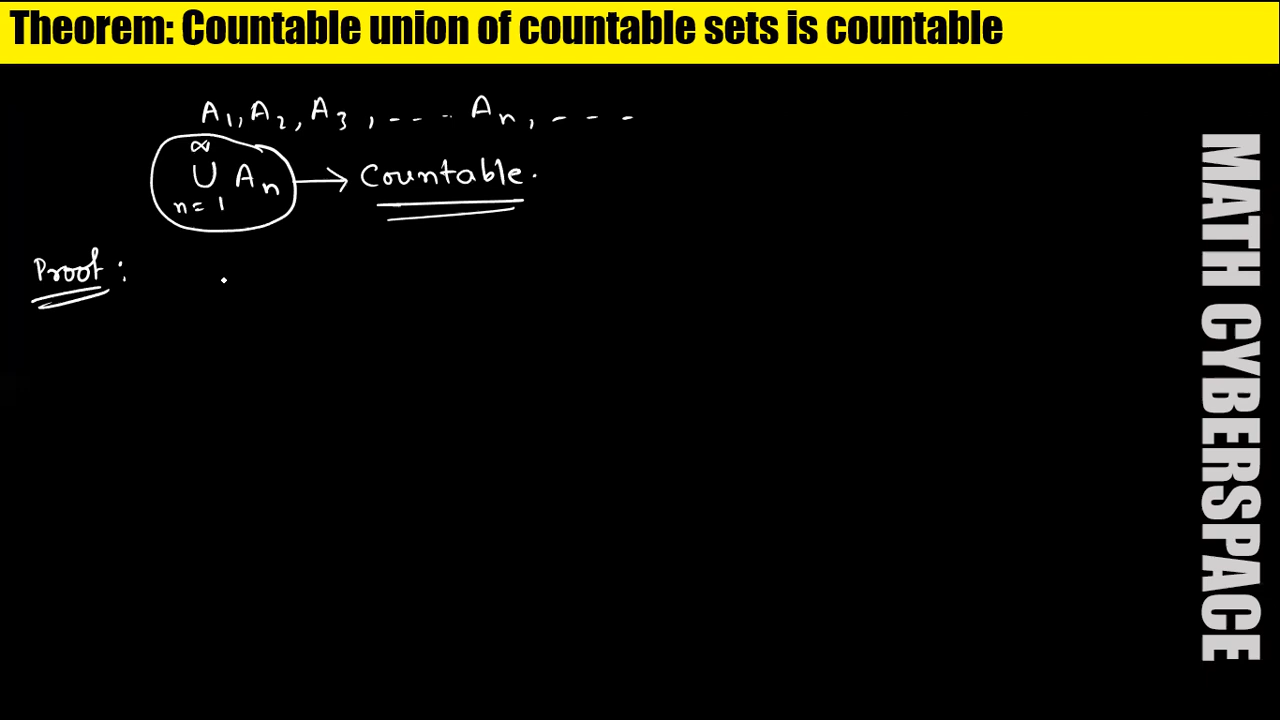 Theorem: Countable union of countable sets is countable
A₁, A₂, A₃, ---- Aₙ, ----
∞
∪ Aₙ → Countable.
n = 1
Proof:
MATH CYBERSPACE